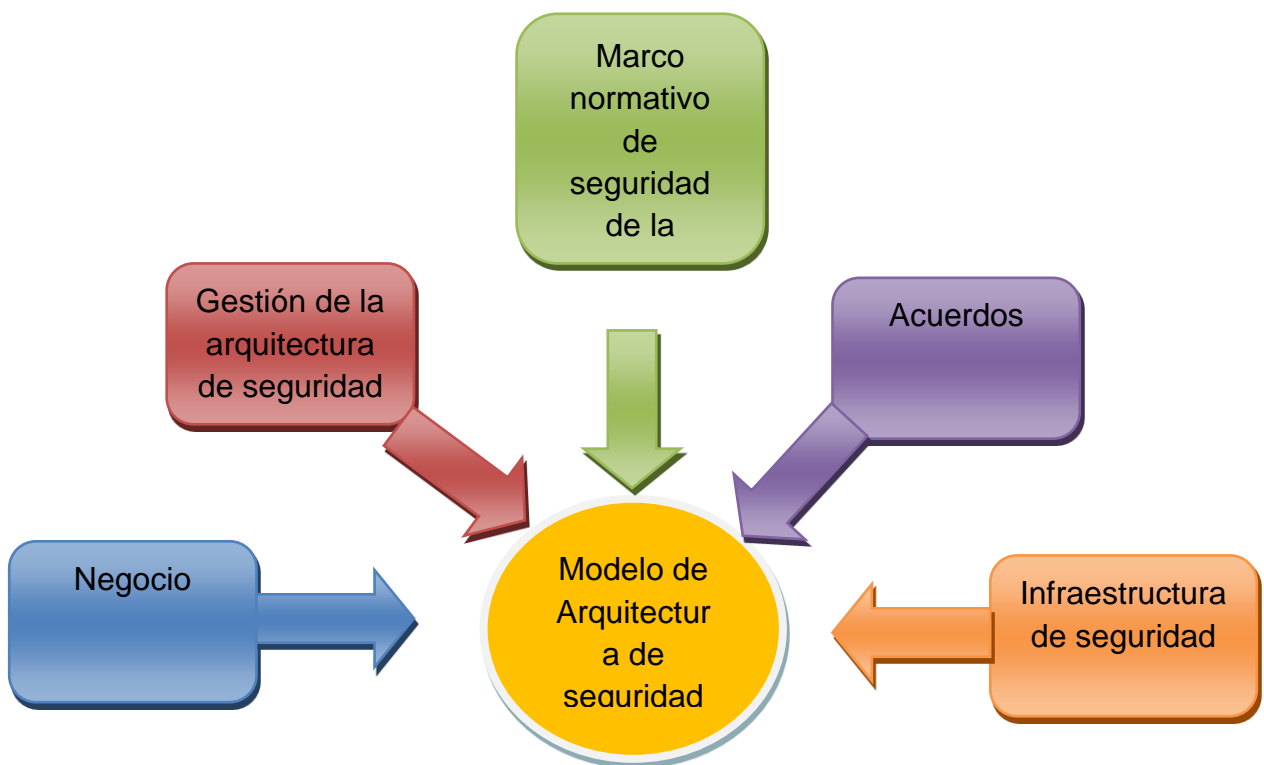 Marco
normativo
de
seguridad
de la
Gestión de la
arquitectura
de seguridad
Acuerdos
Negocio
Modelo de
Arquitectur
a de
seguridad
Infraestructura
de seguridad